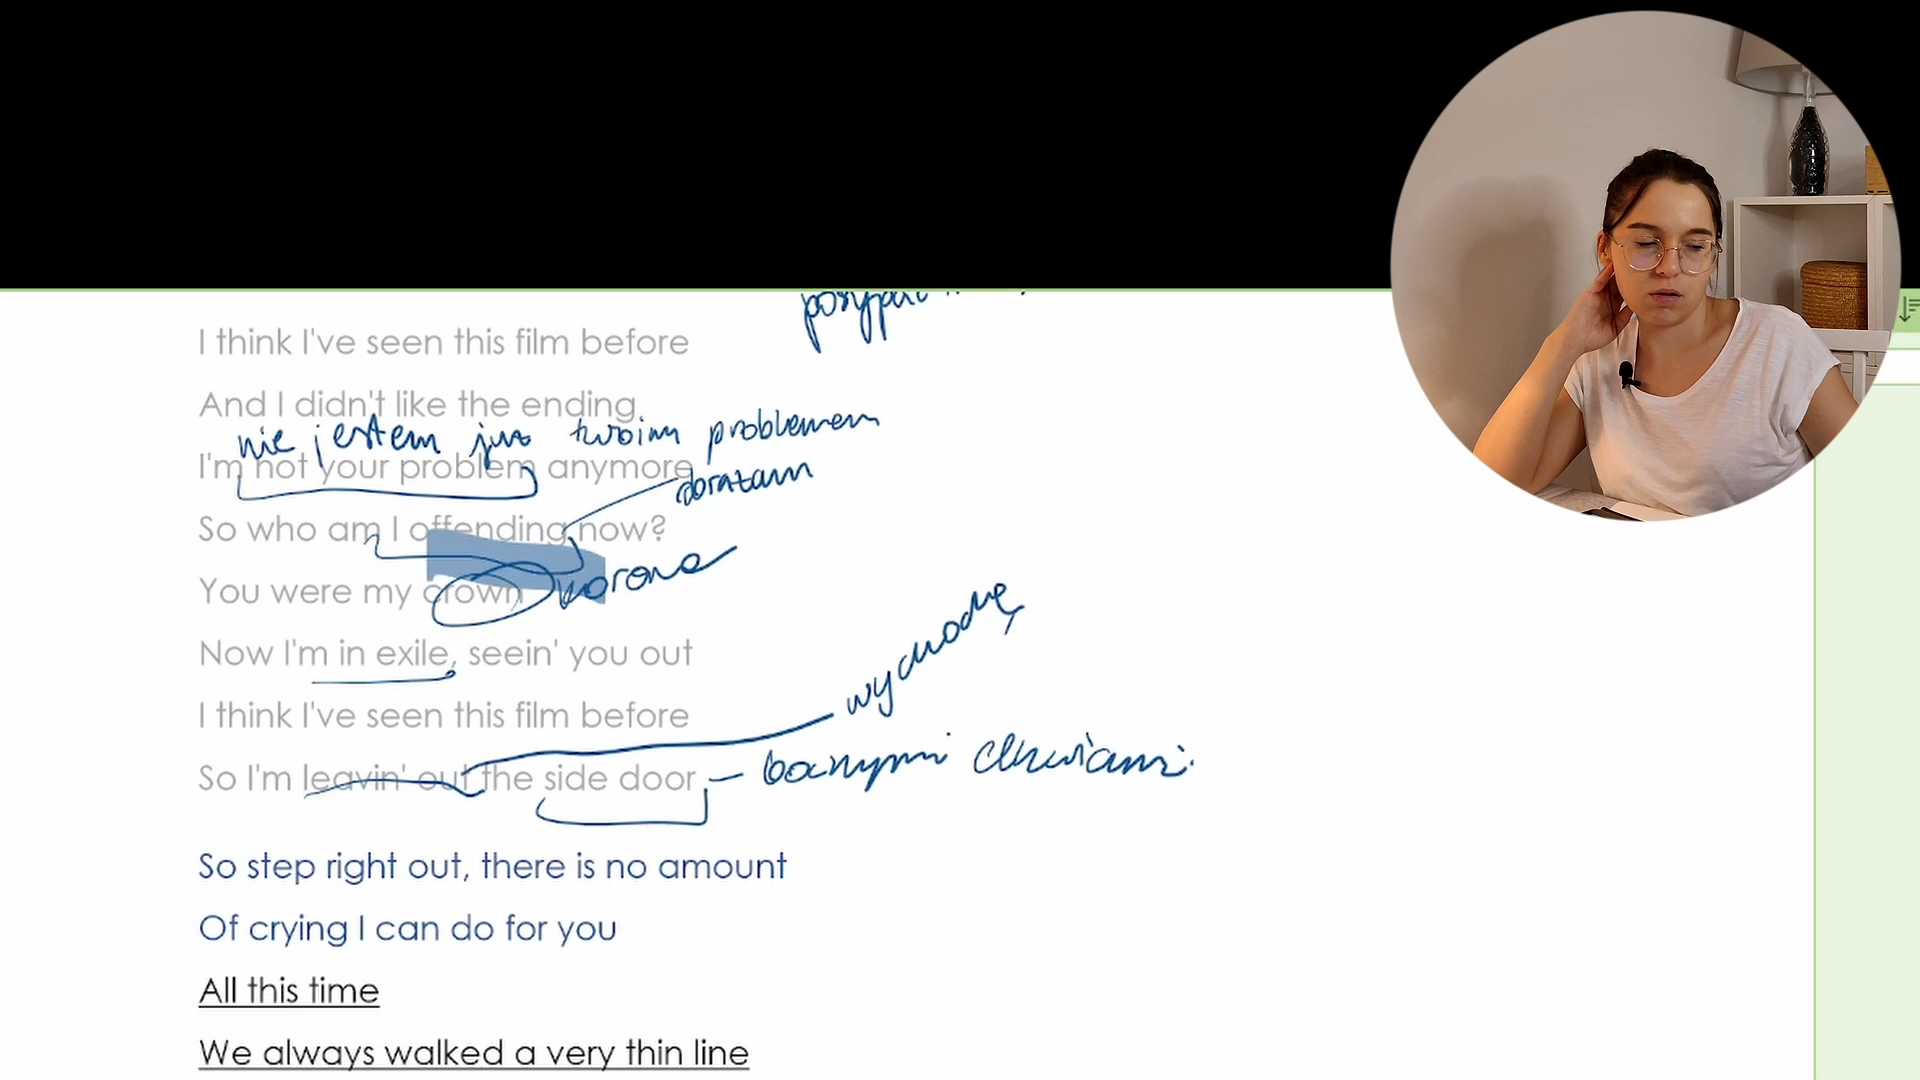 I think I've seen this film before
And I didn't like the ending
nie jestem już twoim problemem
I'm not your problem anymore
obrażam
So who am I offending now?
korona
You were my crown
Now I'm in exile, seein' you out
wychodzę
I think I've seen this film before
So I'm leavin' out the side door – bocznymi drzwiami.
So step right out, there is no amount
Of crying I can do for you
All this time
We always walked a very thin line